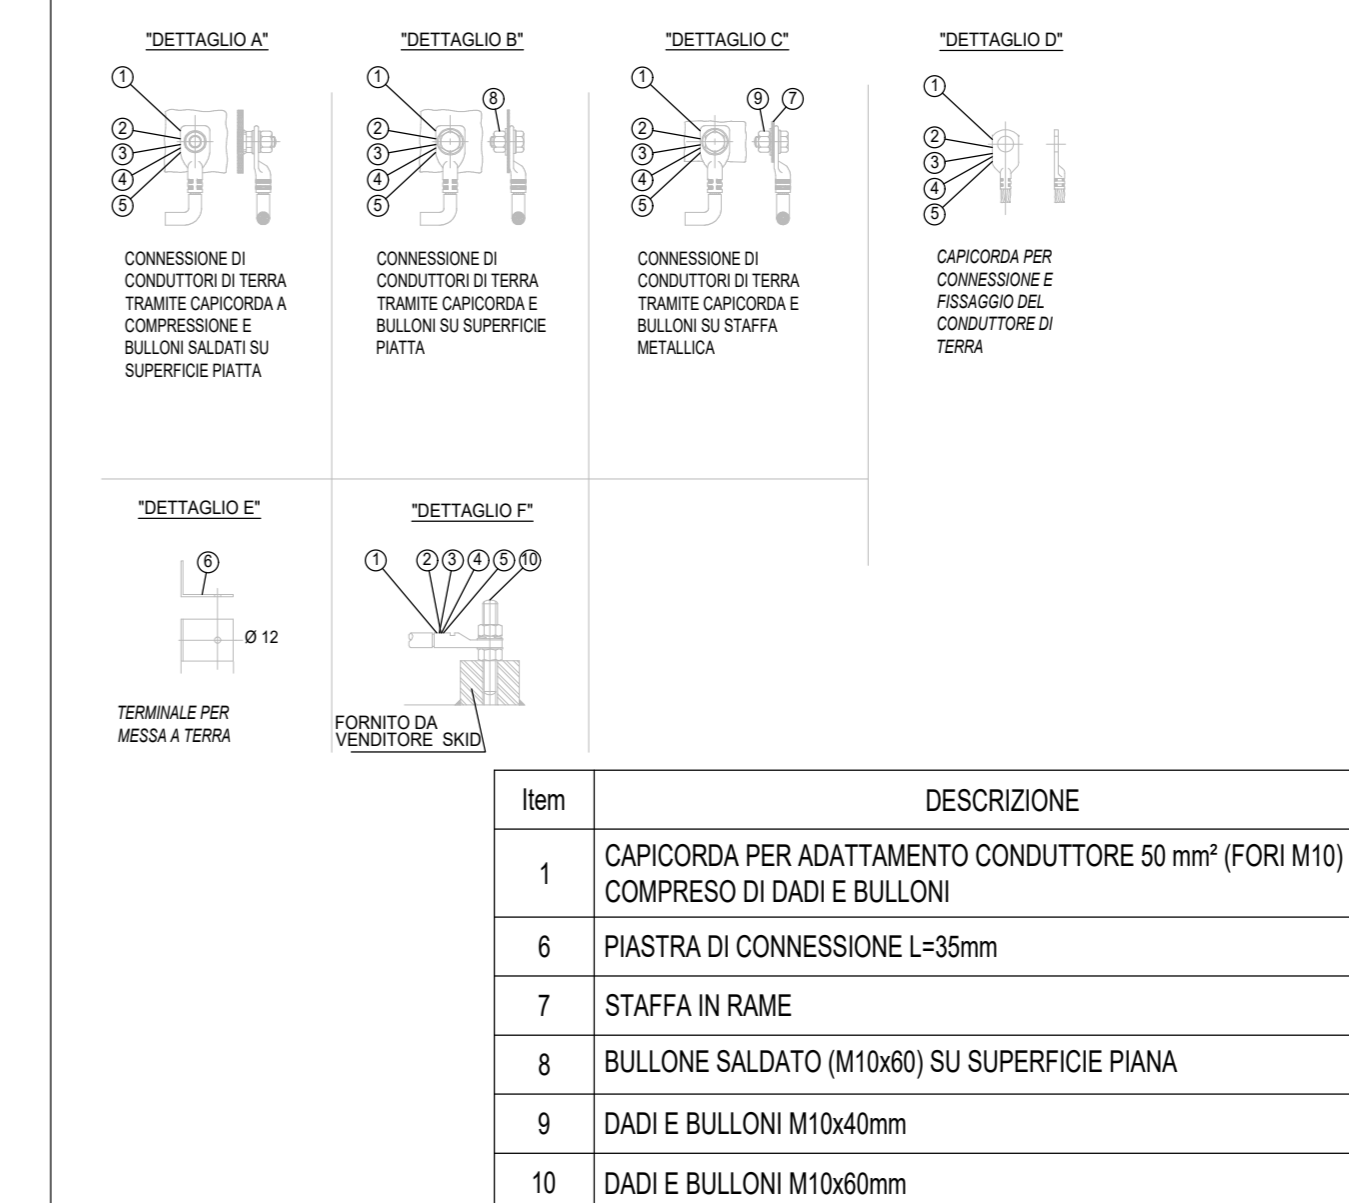 "DETTAGLIO A"
1
2
3
4
5
CONNESSIONE DI
CONDUTTORI DI TERRA
TRAMITE CAPICORDA A
COMPRESSIONE E
BULLONI SALDATI SU
SUPERFICIE PIATTA
"DETTAGLIO B"
1
8
2
3
4
5
CONNESSIONE DI
CONDUTTORI DI TERRA
TRAMITE CAPICORDA E
BULLONI SU SUPERFICIE
PIATTA
"DETTAGLIO C"
1
9 7
2
3
4
5
CONNESSIONE DI
CONDUTTORI DI TERRA
TRAMITE CAPICORDA E
BULLONI SU STAFFA
METALLICA
"DETTAGLIO D"
1
2
3
4
5
CAPICORDA PER
CONNESSIONE E
FISSAGGIO DEL
CONDUTTORE DI
TERRA
"DETTAGLIO E"
6
Ø 12
TERMINALE PER
MESSA A TERRA
"DETTAGLIO F"
1 2 3 4 5 10
FORNITO DA
VENDITORE SKID
Item DESCRIZIONE
1 CAPICORDA PER ADATTAMENTO CONDUTTORE 50 mm² (FORI M10)
COMPRESO DI DADI E BULLONI
6 PIASTRA DI CONNESSIONE L=35mm
7 STAFFA IN RAME
8 BULLONE SALDATO (M10x60) SU SUPERFICIE PIANA
9 DADI E BULLONI M10x40mm
10 DADI E BULLONI M10x60mm